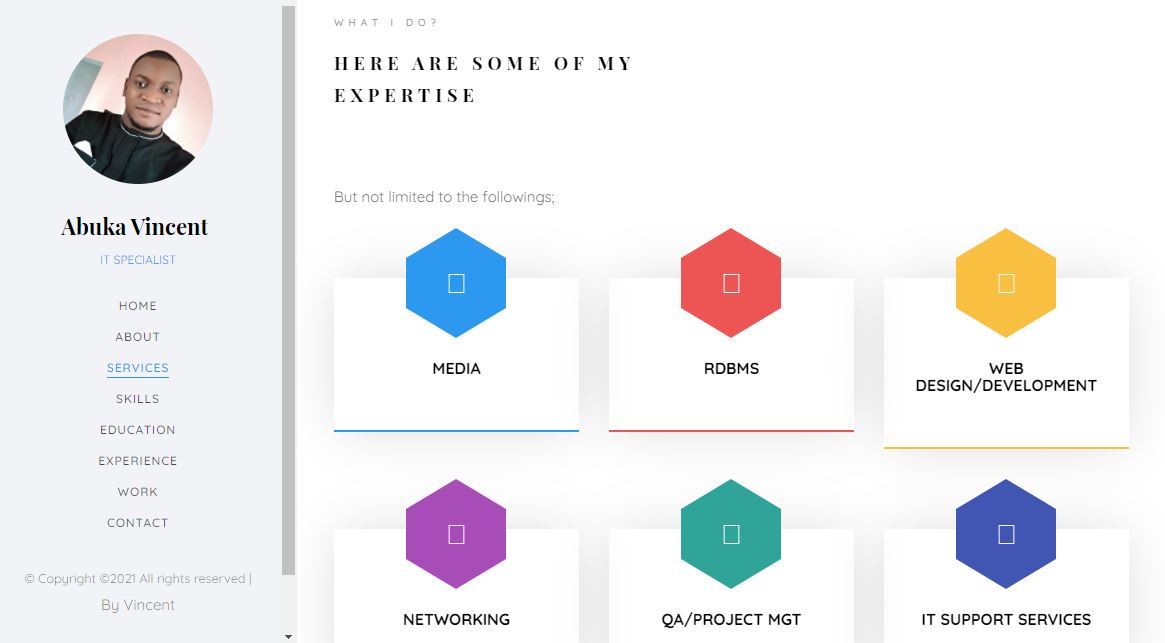 Abuka Vincent
IT SPECIALIST
HOME
ABOUT
SERVICES
SKILLS
EDUCATION
EXPERIENCE
WORK
CONTACT
© Copyright ©2021 All rights reserved |
By Vincent
WHAT I DO?
HERE ARE SOME OF MY
EXPERTISE
But not limited to the followings;
MEDIA
RDBMS
WEB
DESIGN/DEVELOPMENT
NETWORKING
QA/PROJECT MGT
IT SUPPORT SERVICES